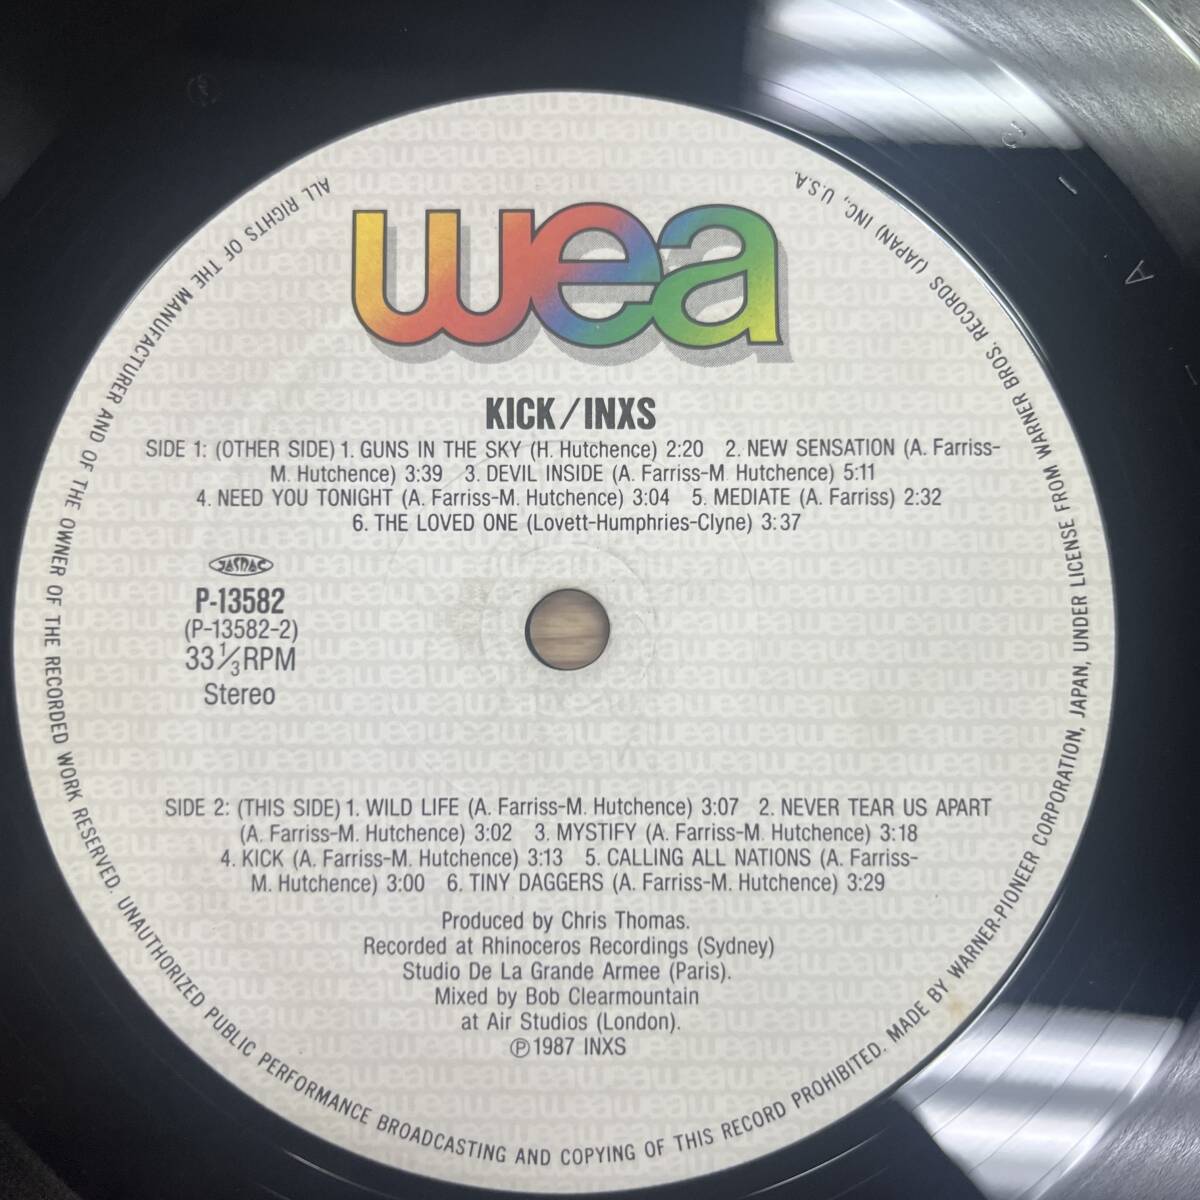 wea
KICK/INXS
SIDE 1: (OTHER SIDE) 1. GUNS IN THE SKY (H. Hutchence) 2:20 2. NEW SENSATION (A. Farriss-
M. Hutchence) 3:39 3. DEVIL INSIDE (A. Farriss-M. Hutchence) 5:11
4. NEED YOU TONIGHT (A. Farriss-M. Hutchence) 3:04 5. MEDIATE (A. Farriss) 2:32
6. THE LOVED ONE (Lovett-Humphries-Clyne) 3:37
JASRAC
P-13582
(P-13582-2)
33⅓RPM
Stereo
SIDE 2: (THIS SIDE) 1. WILD LIFE (A. Farriss-M. Hutchence) 3:07 2. NEVER TEAR US APART
(A. Farriss-M. Hutchence) 3:02 3. MYSTIFY (A. Farriss-M. Hutchence) 3:18
4. KICK (A. Farriss-M. Hutchence) 3:13 5. CALLING ALL NATIONS (A. Farriss-
M. Hutchence) 3:00 6. TINY DAGGERS (A. Farriss-M. Hutchence) 3:29
Produced by Chris Thomas.
Recorded at Rhinoceros Recordings (Sydney)
Studio De La Grande Armee (Paris).
Mixed by Bob Clearmountain
at Air Studios (London).
Ⓟ1987 INXS
ALL RIGHTS OF THE MANUFACTURER AND OF THE OWNER OF THE RECORDED WORK RESERVED. UNAUTHORIZED PUBLIC PERFORMANCE BROADCASTING AND COPYING OF THIS RECORD PROHIBITED. MADE BY WARNER-PIONEER CORPORATION, JAPAN, UNDER LICENSE FROM WARNER BROS. RECORDS (JAPAN) INC., U.S.A.